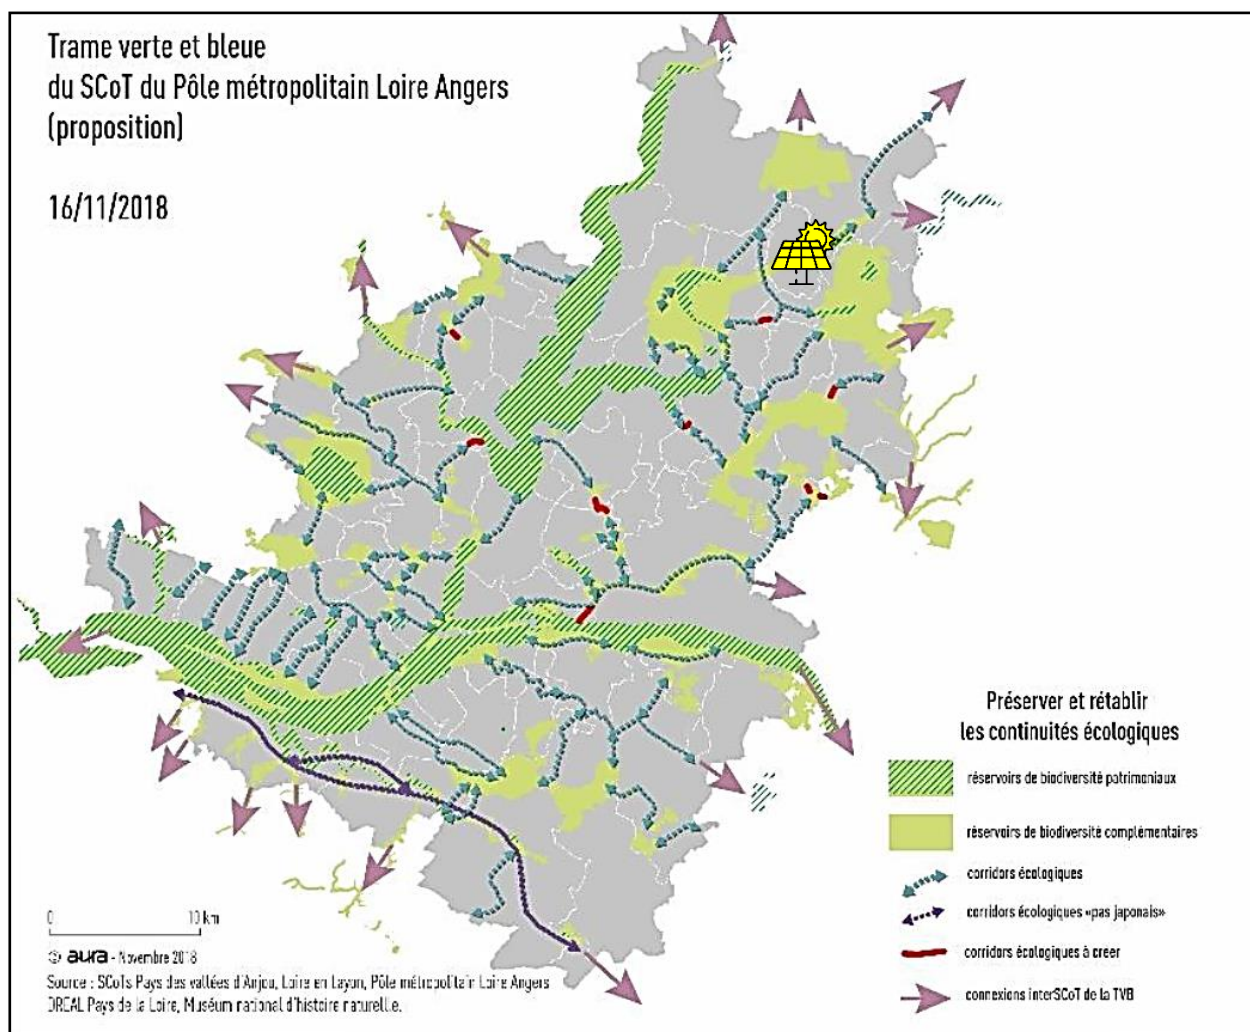 Trame verte et bleue
du SCoT du Pôle métropolitain Loire Angers
(proposition)
16/11/2018
Préserver et rétablir
les continuités écologiques
réservoirs de biodiversité patrimoniaux
réservoirs de biodiversité complémentaires
corridors écologiques
corridors écologiques «pas japonais»
corridors écologiques à creer
connexions interSCoT de la TVB
0 10 km
© aura - Novembre 2018
Source : SCoTs Pays des vallées d'Anjou, Loire en Layon, Pôle métropolitain Loire Angers
DREAL Pays de la Loire, Muséum national d'histoire naturelle.